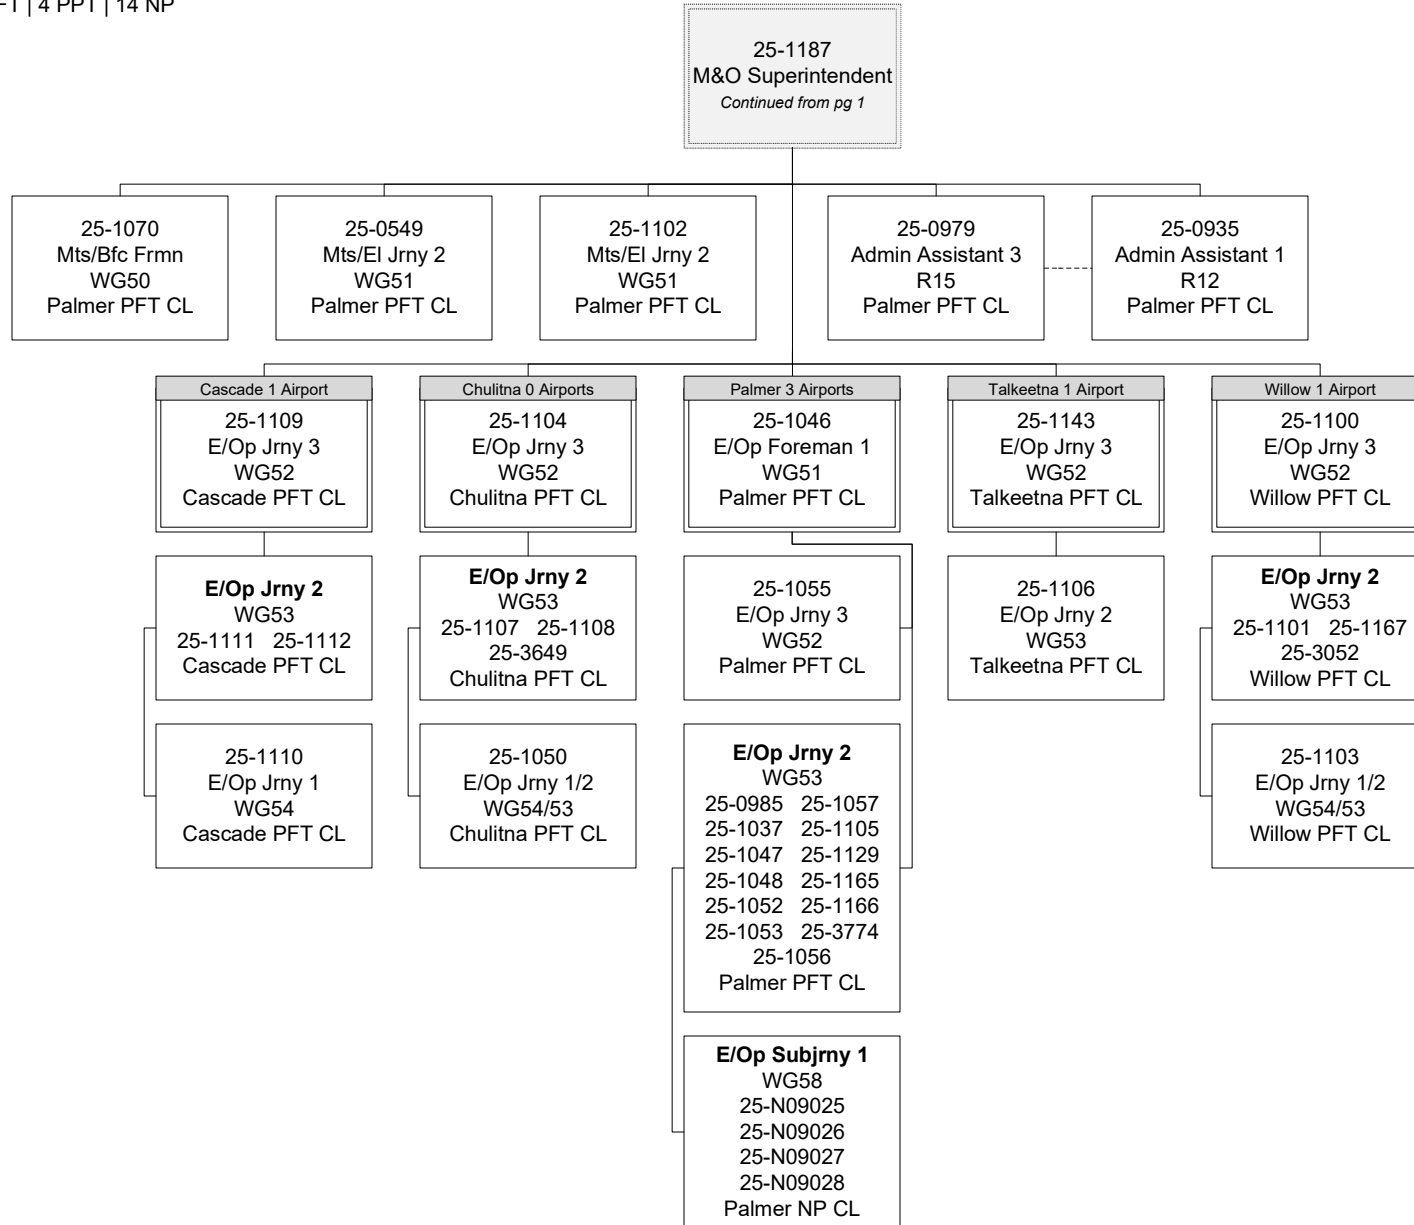 4 PPT | 14 NP
25-1187
M&O Superintendent
Continued from pg 1
25-1070
Mts/Bfc Frmn
WG50
Palmer PFT CL
25-0549
Mts/El Jrny 2
WG51
Palmer PFT CL
25-1102
Mts/El Jrny 2
WG51
Palmer PFT CL
25-0979
Admin Assistant 3
R15
Palmer PFT CL
25-0935
Admin Assistant 1
R12
Palmer PFT CL
Cascade 1 Airport
25-1109
E/Op Jrny 3
WG52
Cascade PFT CL
E/Op Jrny 2
WG53
25-1111 25-1112
Cascade PFT CL
25-1110
E/Op Jrny 1
WG54
Cascade PFT CL
Chulitna 0 Airports
25-1104
E/Op Jrny 3
WG52
Chulitna PFT CL
E/Op Jrny 2
WG53
25-1107 25-1108
25-3649
Chulitna PFT CL
25-1050
E/Op Jrny 1/2
WG54/53
Chulitna PFT CL
Palmer 3 Airports
25-1046
E/Op Foreman 1
WG51
Palmer PFT CL
25-1055
E/Op Jrny 3
WG52
Palmer PFT CL
E/Op Jrny 2
WG53
25-0985 25-1057
25-1037 25-1105
25-1047 25-1129
25-1048 25-1165
25-1052 25-1166
25-1053 25-3774
25-1056
Palmer PFT CL
E/Op Subjrny 1
WG58
25-N09025
25-N09026
25-N09027
25-N09028
Palmer NP CL
Talkeetna 1 Airport
25-1143
E/Op Jrny 3
WG52
Talkeetna PFT CL
25-1106
E/Op Jrny 2
WG53
Talkeetna PFT CL
Willow 1 Airport
25-1100
E/Op Jrny 3
WG52
Willow PFT CL
E/Op Jrny 2
WG53
25-1101 25-1167
25-3052
Willow PFT CL
25-1103
E/Op Jrny 1/2
WG54/53
Willow PFT CL